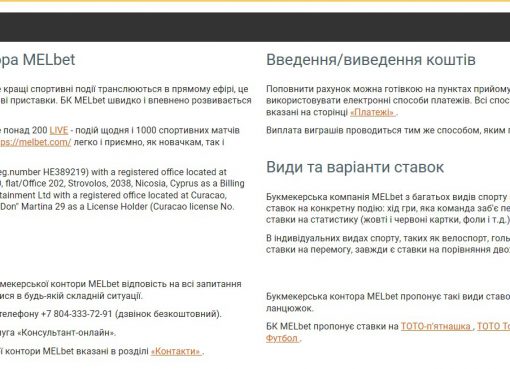 ра MELbet
кращі спортивні події транслюються в прямому ефірі, це
ві приставки. БК MELbet швидко і впевнено розвивається
понад 200 LIVE - подій щодня і 1000 спортивних матчів
ps://melbet.com/ легко і приємно, як новачкам, так і
eg.number HE389219) with a registered office located at
, flat/Office 202, Strovolos, 2038, Nicosia, Cyprus as a Billing
tainment Ltd with a registered office located at Curacao,
Don" Martina 29 as a License Holder (Curacao license No.
мекерської контори MELbet відповість на всі запитання
ися в будь-якій складній ситуації.
телефону +7 804-333-72-91 (дзвінок безкоштовний).
уга «Консультант-онлайн».
ї контори MELbet вказані в розділі «Контакти» .
Введення/виведення коштів
Поповнити рахунок можна готівкою на пунктах прийому
використовувати електронні способи платежів. Всі спос
вказані на сторінці «Платежі» .
Виплата виграшів проводиться тим же способом, яким г
Види та варіанти ставок
Букмекерська компанія MELbet з багатьох видів спорту
ставок на конкретну подію: хід гри, яка команда заб'є пе
ставки на статистику (жовті і червоні картки, фоли і т.д.)
В індивідуальних видах спорту, таких як велоспорт, голь
ставки на перемогу, завжди є ставки на порівняння дво
Букмекерська контора MELbet пропонує такі види ставо
ланцюжок.
БК MELbet пропонує ставки на ТОТО-п'ятнашка , ТОТО То
Футбол .